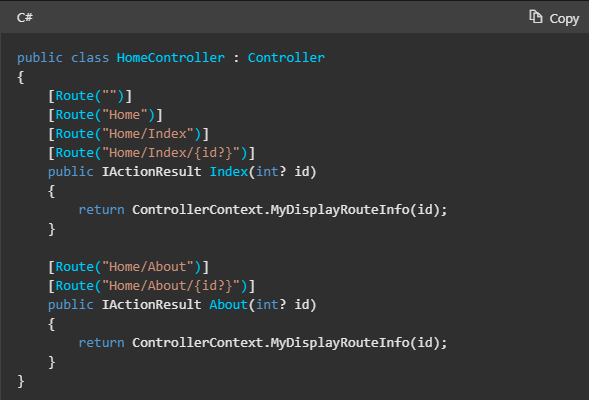 C#
Copy
public class HomeController : Controller
{
    [Route("")]
    [Route("Home")]
    [Route("Home/Index")]
    [Route("Home/Index/{id?}")]
    public IActionResult Index(int? id)
    {
        return ControllerContext.MyDisplayRouteInfo(id);
    }

    [Route("Home/About")]
    [Route("Home/About/{id?}")]
    public IActionResult About(int? id)
    {
        return ControllerContext.MyDisplayRouteInfo(id);
    }
}